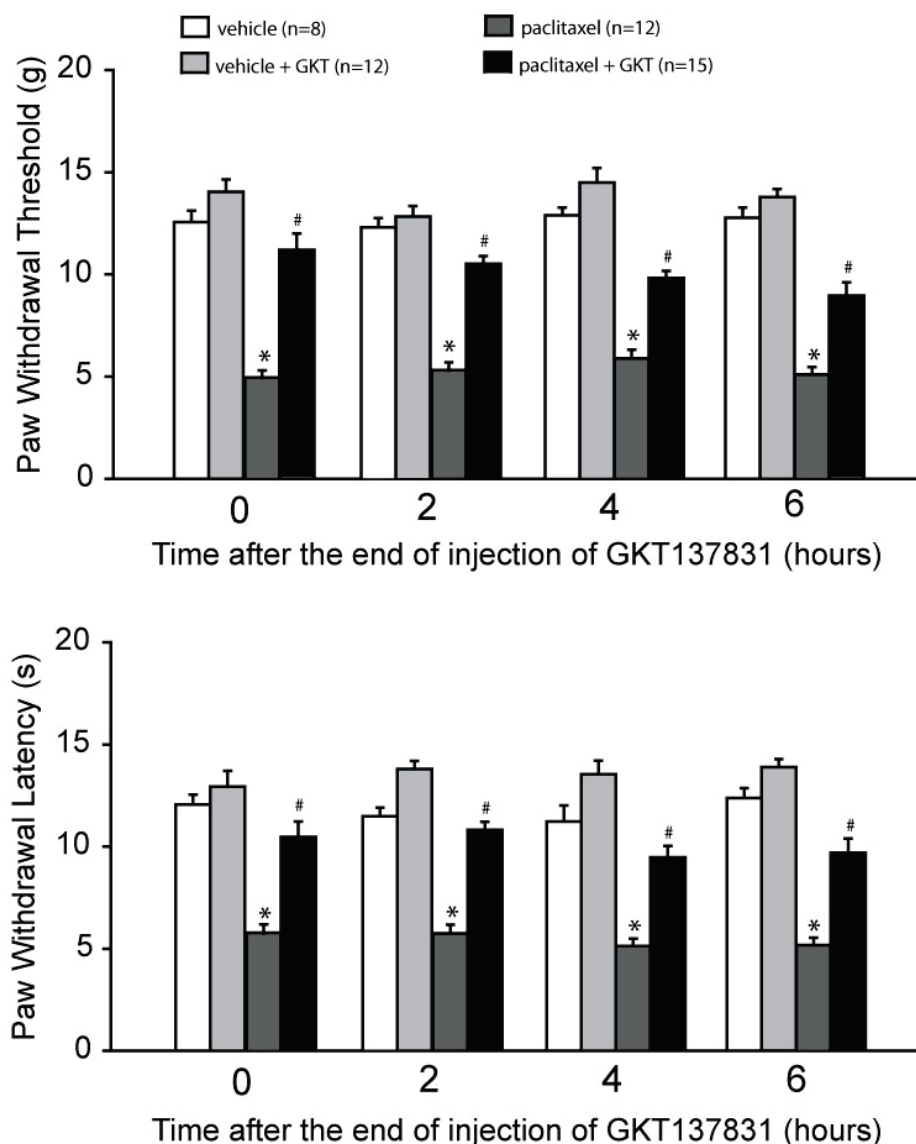 vehicle (n=8) paclitaxel (n=12)
vehicle + GKT (n=12) paclitaxel + GKT (n=15)
Paw Withdrawal Threshold (g)
20
15
10
5
0
# # # #
* * * *
0 2 4 6
Time after the end of injection of GKT137831 (hours)
Paw Withdrawal Latency (s)
20
15
10
5
0
# # # #
* * * *
0 2 4 6
Time after the end of injection of GKT137831 (hours)